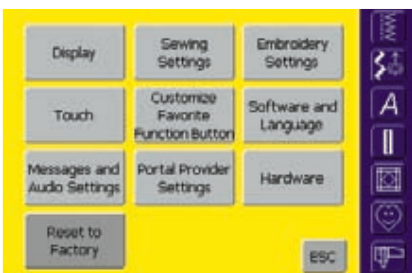 Display
Sewing
Settings
Embroidery
Settings
Touch
Customize
Favorite
Function Button
Software and
Language
Messages and
Audio Settings
Portal Provider
Settings
Hardware
Reset to
Factory
ESC
A